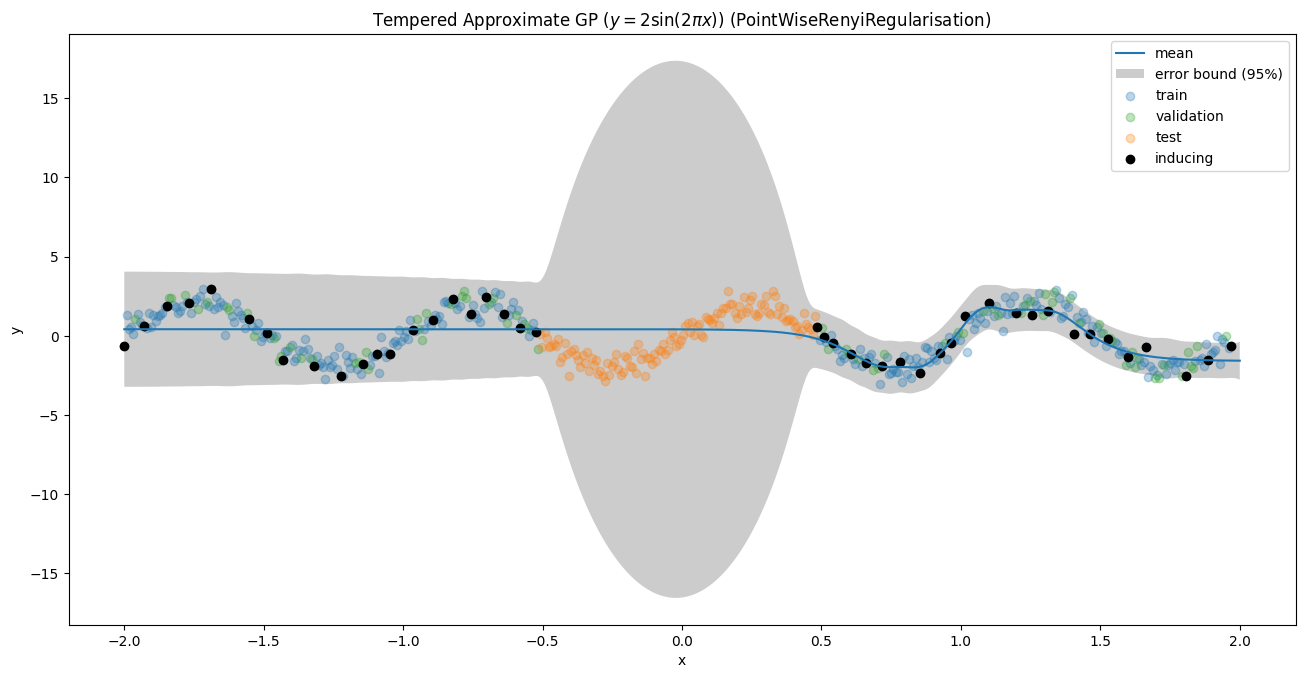 Tempered Approximate GP (y = 2sin(2πx)) (PointWiseRenyiRegularisation)
mean
error bound (95%)
train
validation
test
inducing
15
10
5
0
−5
−10
−15
y
−2.0 −1.5 −1.0 −0.5 0.0 0.5 1.0 1.5 2.0
x